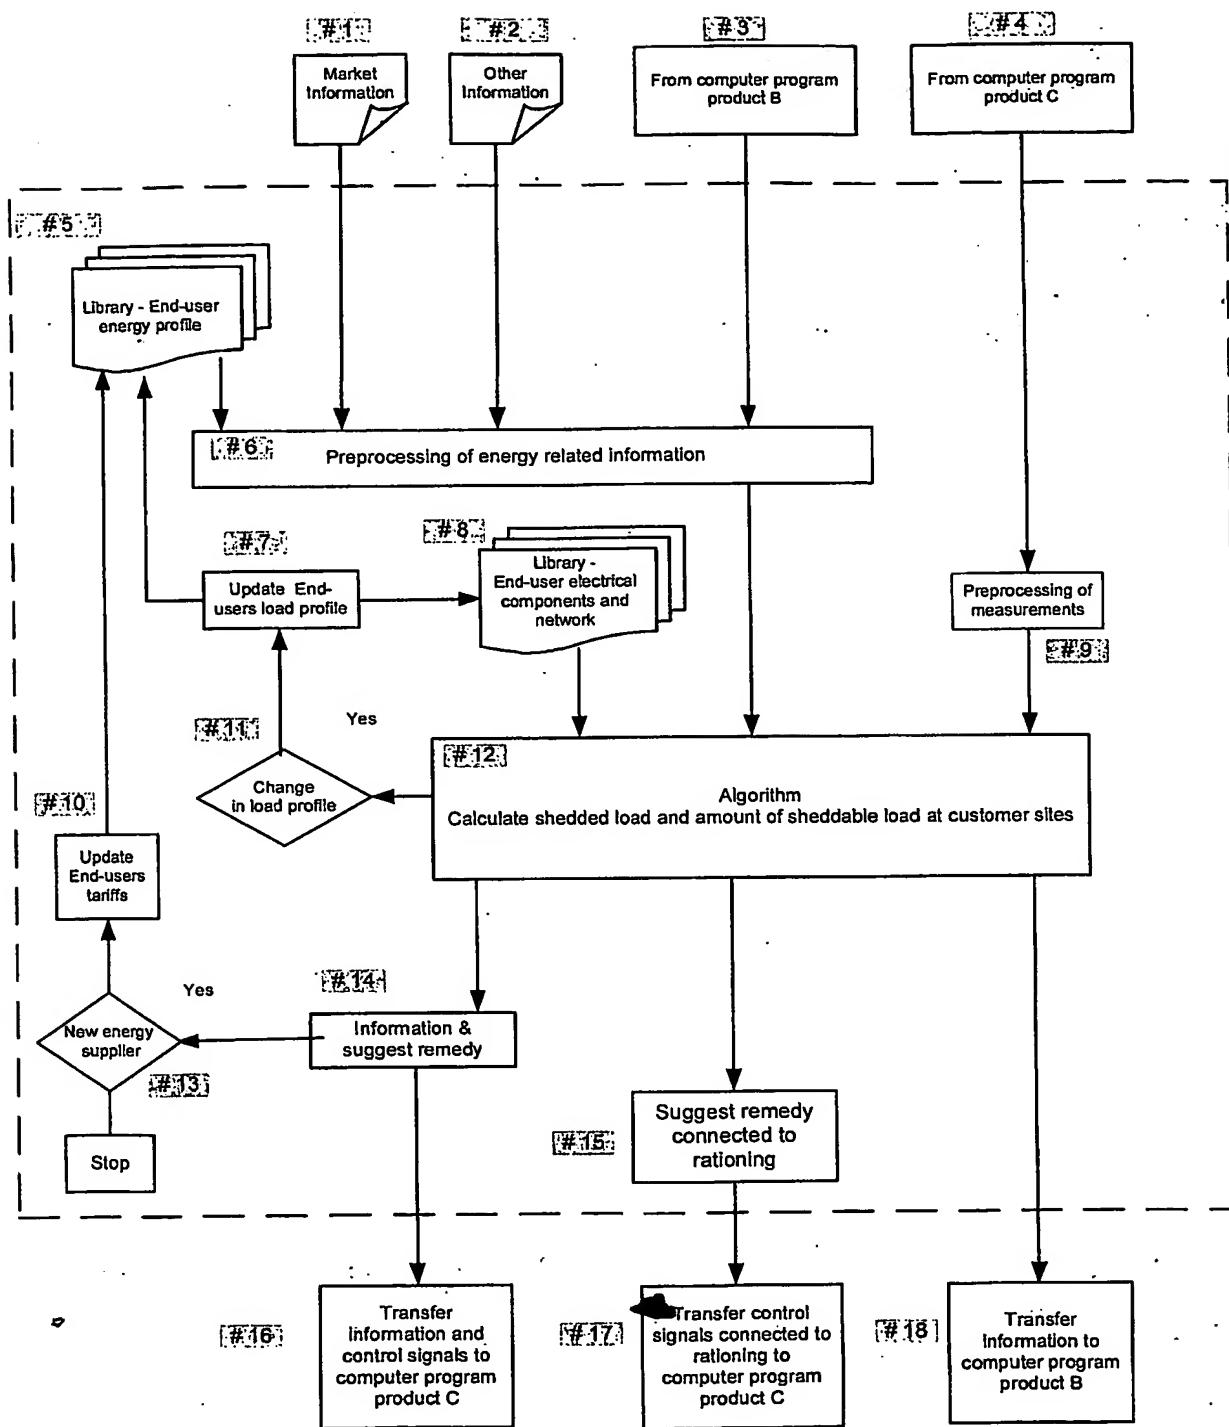 #1
#2
#3
#4
Market
Information
Other
Information
From computer program
product B
From computer program
product C
#5
Library - End-user
energy profile
#6
Preprocessing of energy related information
#7
#8
Update End-
users load profile
Library -
End-user electrical
components and
network
Preprocessing of
measurements
#9
#11
Yes
#12
Change
in load profile
Algorithm
Calculate shedded load and amount of sheddable load at customer sites
#10
Update
End-users
tariffs
#14
Yes
New energy
supplier
Information &
suggest remedy
#13
Suggest remedy
connected to
rationing
#15
Stop
Transfer
information and
control signals to
computer program
product C
#16
Transfer control
signals connected to
rationing to
computer program
product C
#17
Transfer
information to
computer program
product B
#18